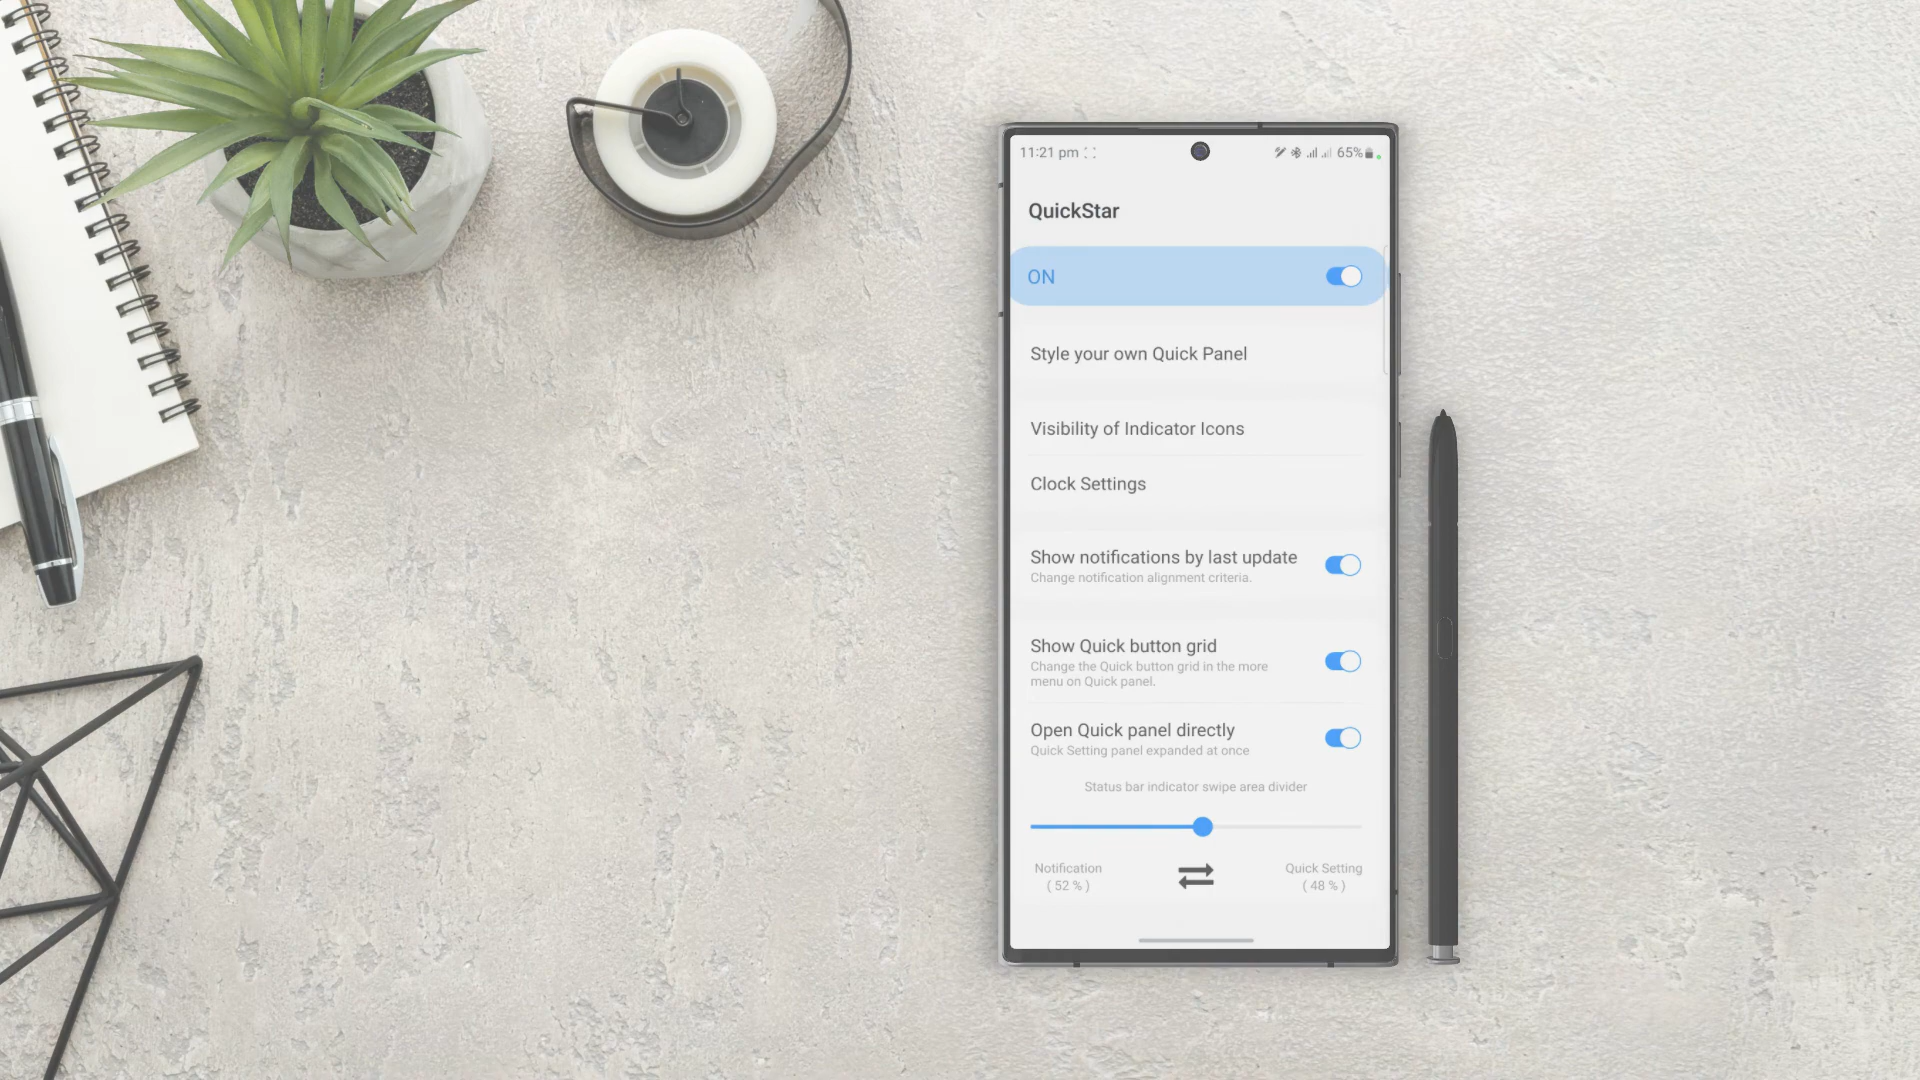 11:21 pm
65%
QuickStar
ON
Style your own Quick Panel
Visibility of Indicator Icons
Clock Settings
Show notifications by last update
Change notification alignment criteria.
Show Quick button grid
Change the Quick button grid in the more
menu on Quick panel.
Open Quick panel directly
Quick Setting panel expanded at once
Status bar indicator swipe area divider
Notification
( 52 % )
Quick Setting
( 48 % )